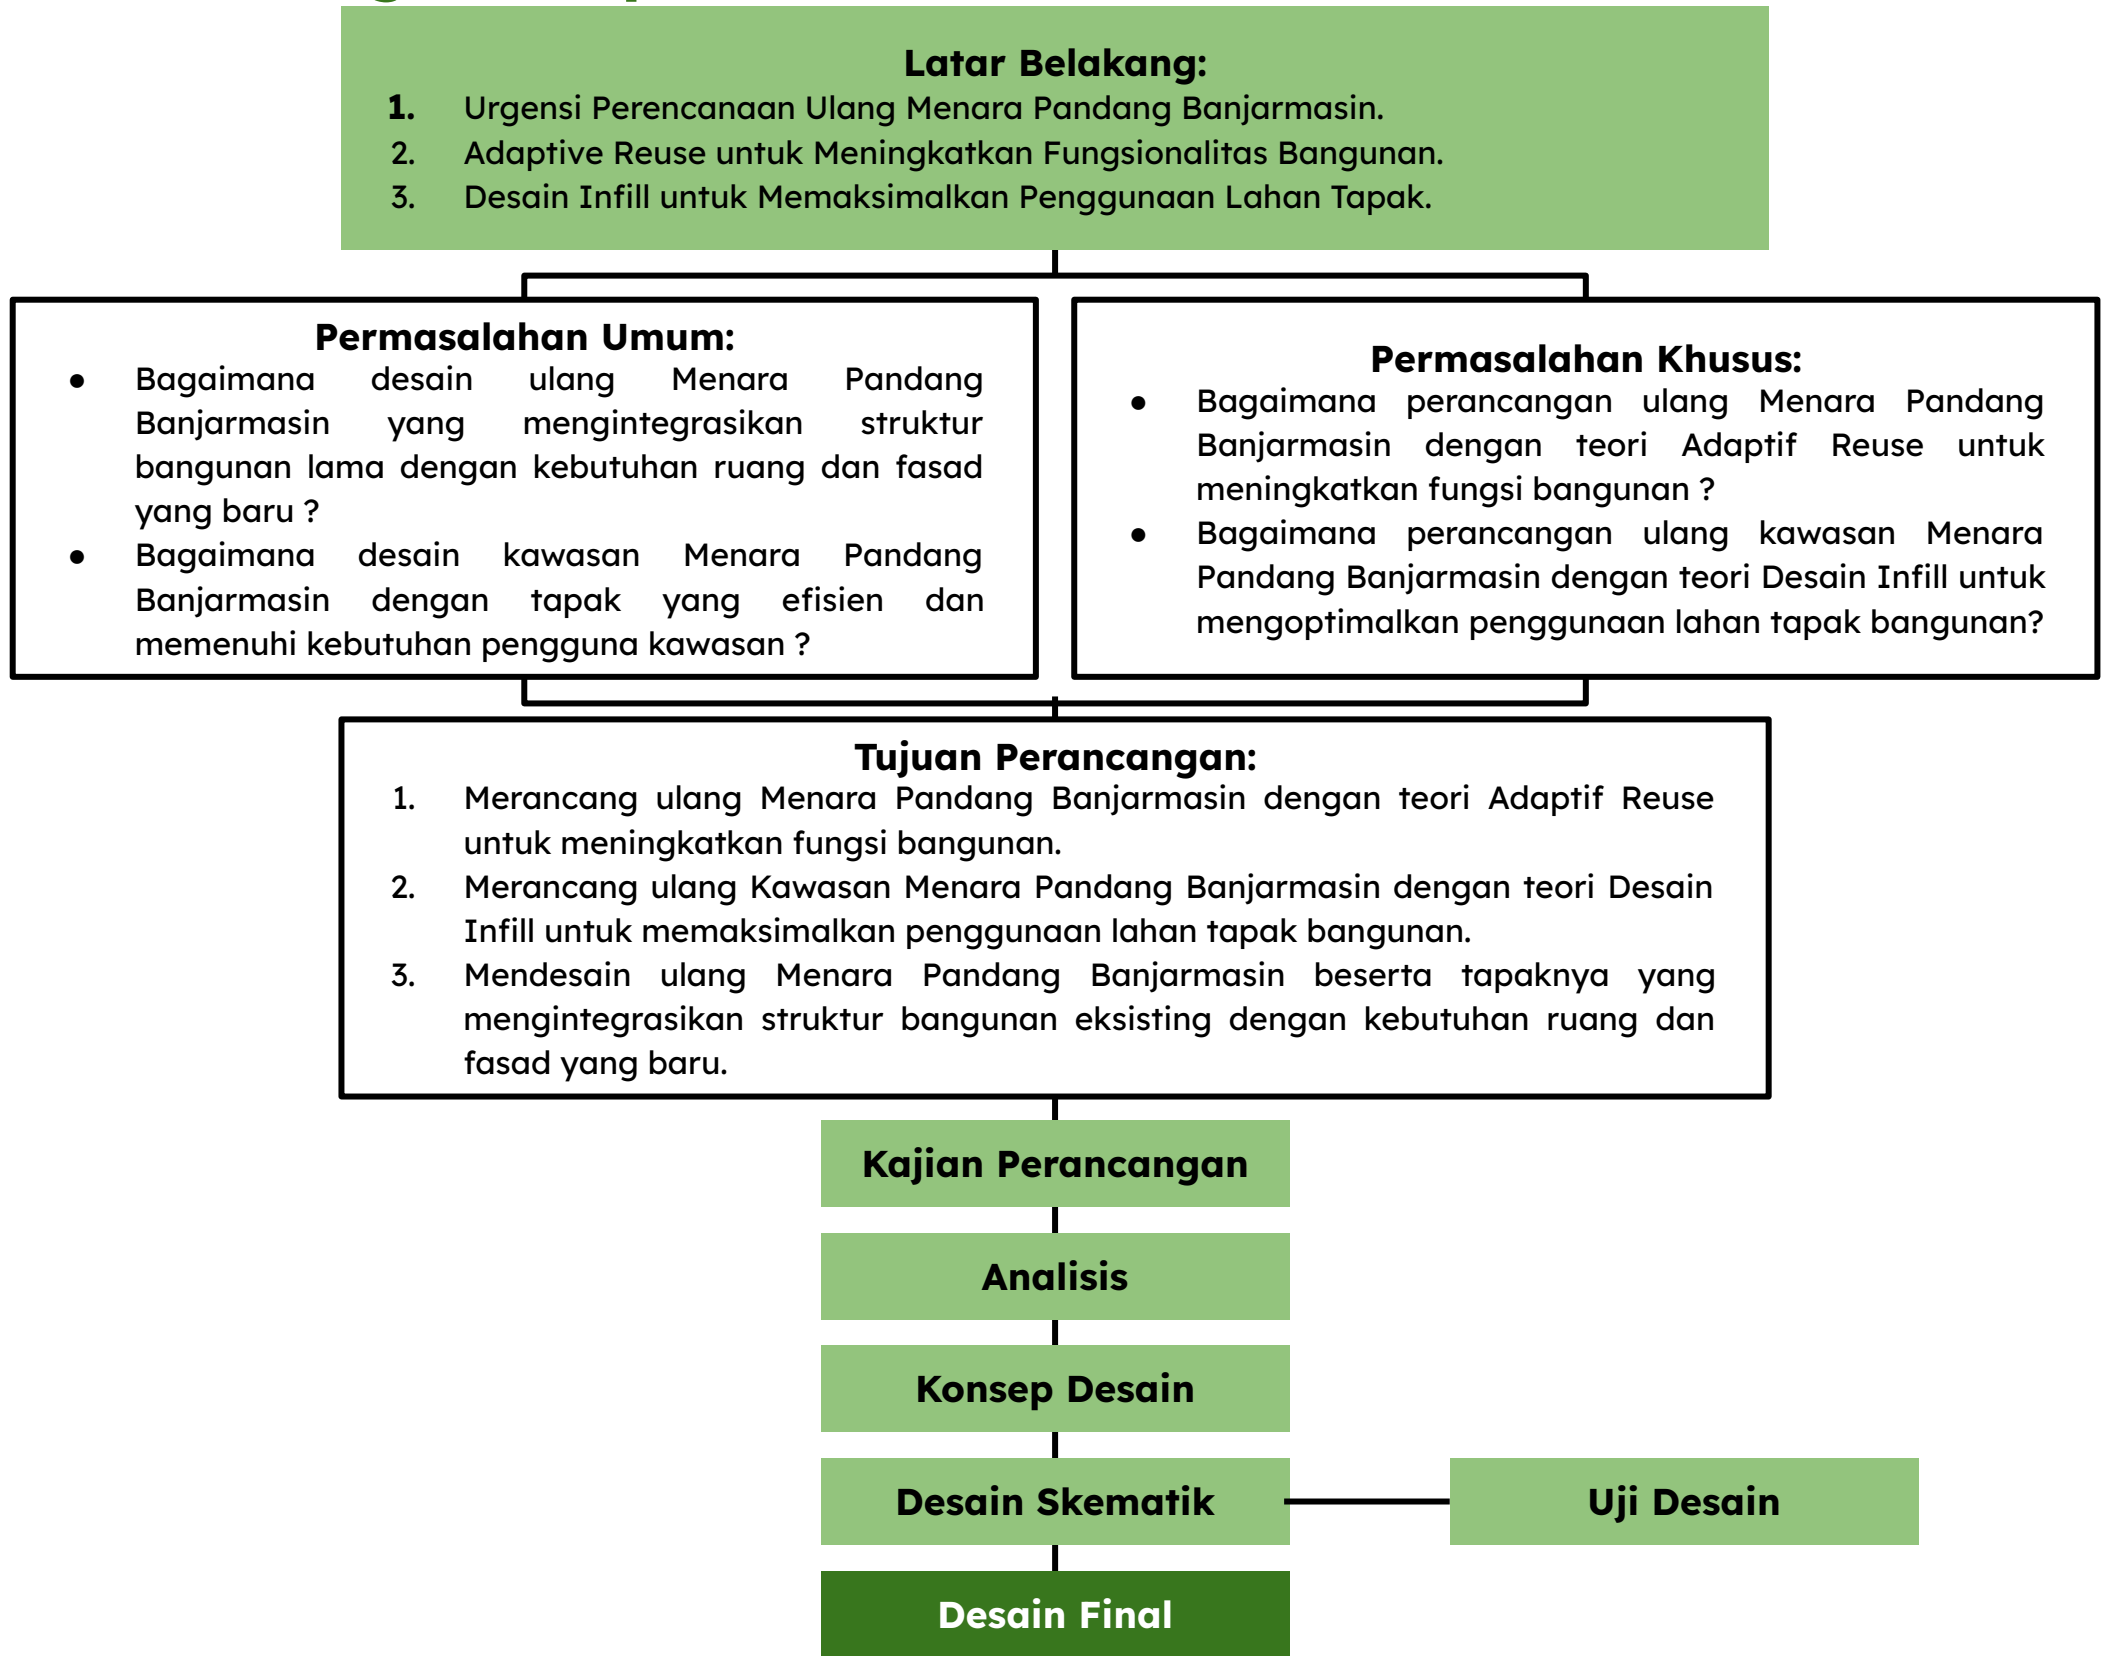 Latar Belakang:
1. Urgensi Perencanaan Ulang Menara Pandang Banjarmasin.
2. Adaptive Reuse untuk Meningkatkan Fungsionalitas Bangunan.
3. Desain Infill untuk Memaksimalkan Penggunaan Lahan Tapak.
Permasalahan Umum:
● Bagaimana desain ulang Menara Pandang
Banjarmasin yang mengintegrasikan struktur
bangunan lama dengan kebutuhan ruang dan fasad
yang baru ?
● Bagaimana desain kawasan Menara Pandang
Banjarmasin dengan tapak yang efisien dan
memenuhi kebutuhan pengguna kawasan ?
Permasalahan Khusus:
● Bagaimana perancangan ulang Menara Pandang
Banjarmasin dengan teori Adaptif Reuse untuk
meningkatkan fungsi bangunan ?
● Bagaimana perancangan ulang kawasan Menara
Pandang Banjarmasin dengan teori Desain Infill untuk
mengoptimalkan penggunaan lahan tapak bangunan?
Tujuan Perancangan:
1. Merancang ulang Menara Pandang Banjarmasin dengan teori Adaptif Reuse
untuk meningkatkan fungsi bangunan.
2. Merancang ulang Kawasan Menara Pandang Banjarmasin dengan teori Desain
Infill untuk memaksimalkan penggunaan lahan tapak bangunan.
3. Mendesain ulang Menara Pandang Banjarmasin beserta tapaknya yang
mengintegrasikan struktur bangunan eksisting dengan kebutuhan ruang dan
fasad yang baru.
Kajian Perancangan
Analisis
Konsep Desain
Desain Skematik
Uji Desain
Desain Final